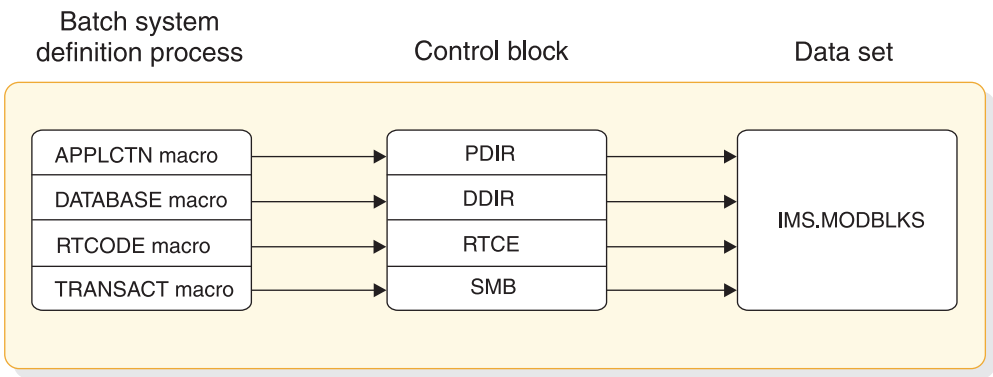 Batch system
definition process
Control block
Data set
APPLCTN macro
PDIR
DATABASE macro
DDIR
RTCODE macro
RTCE
TRANSACT macro
SMB
IMS.MODBLKS